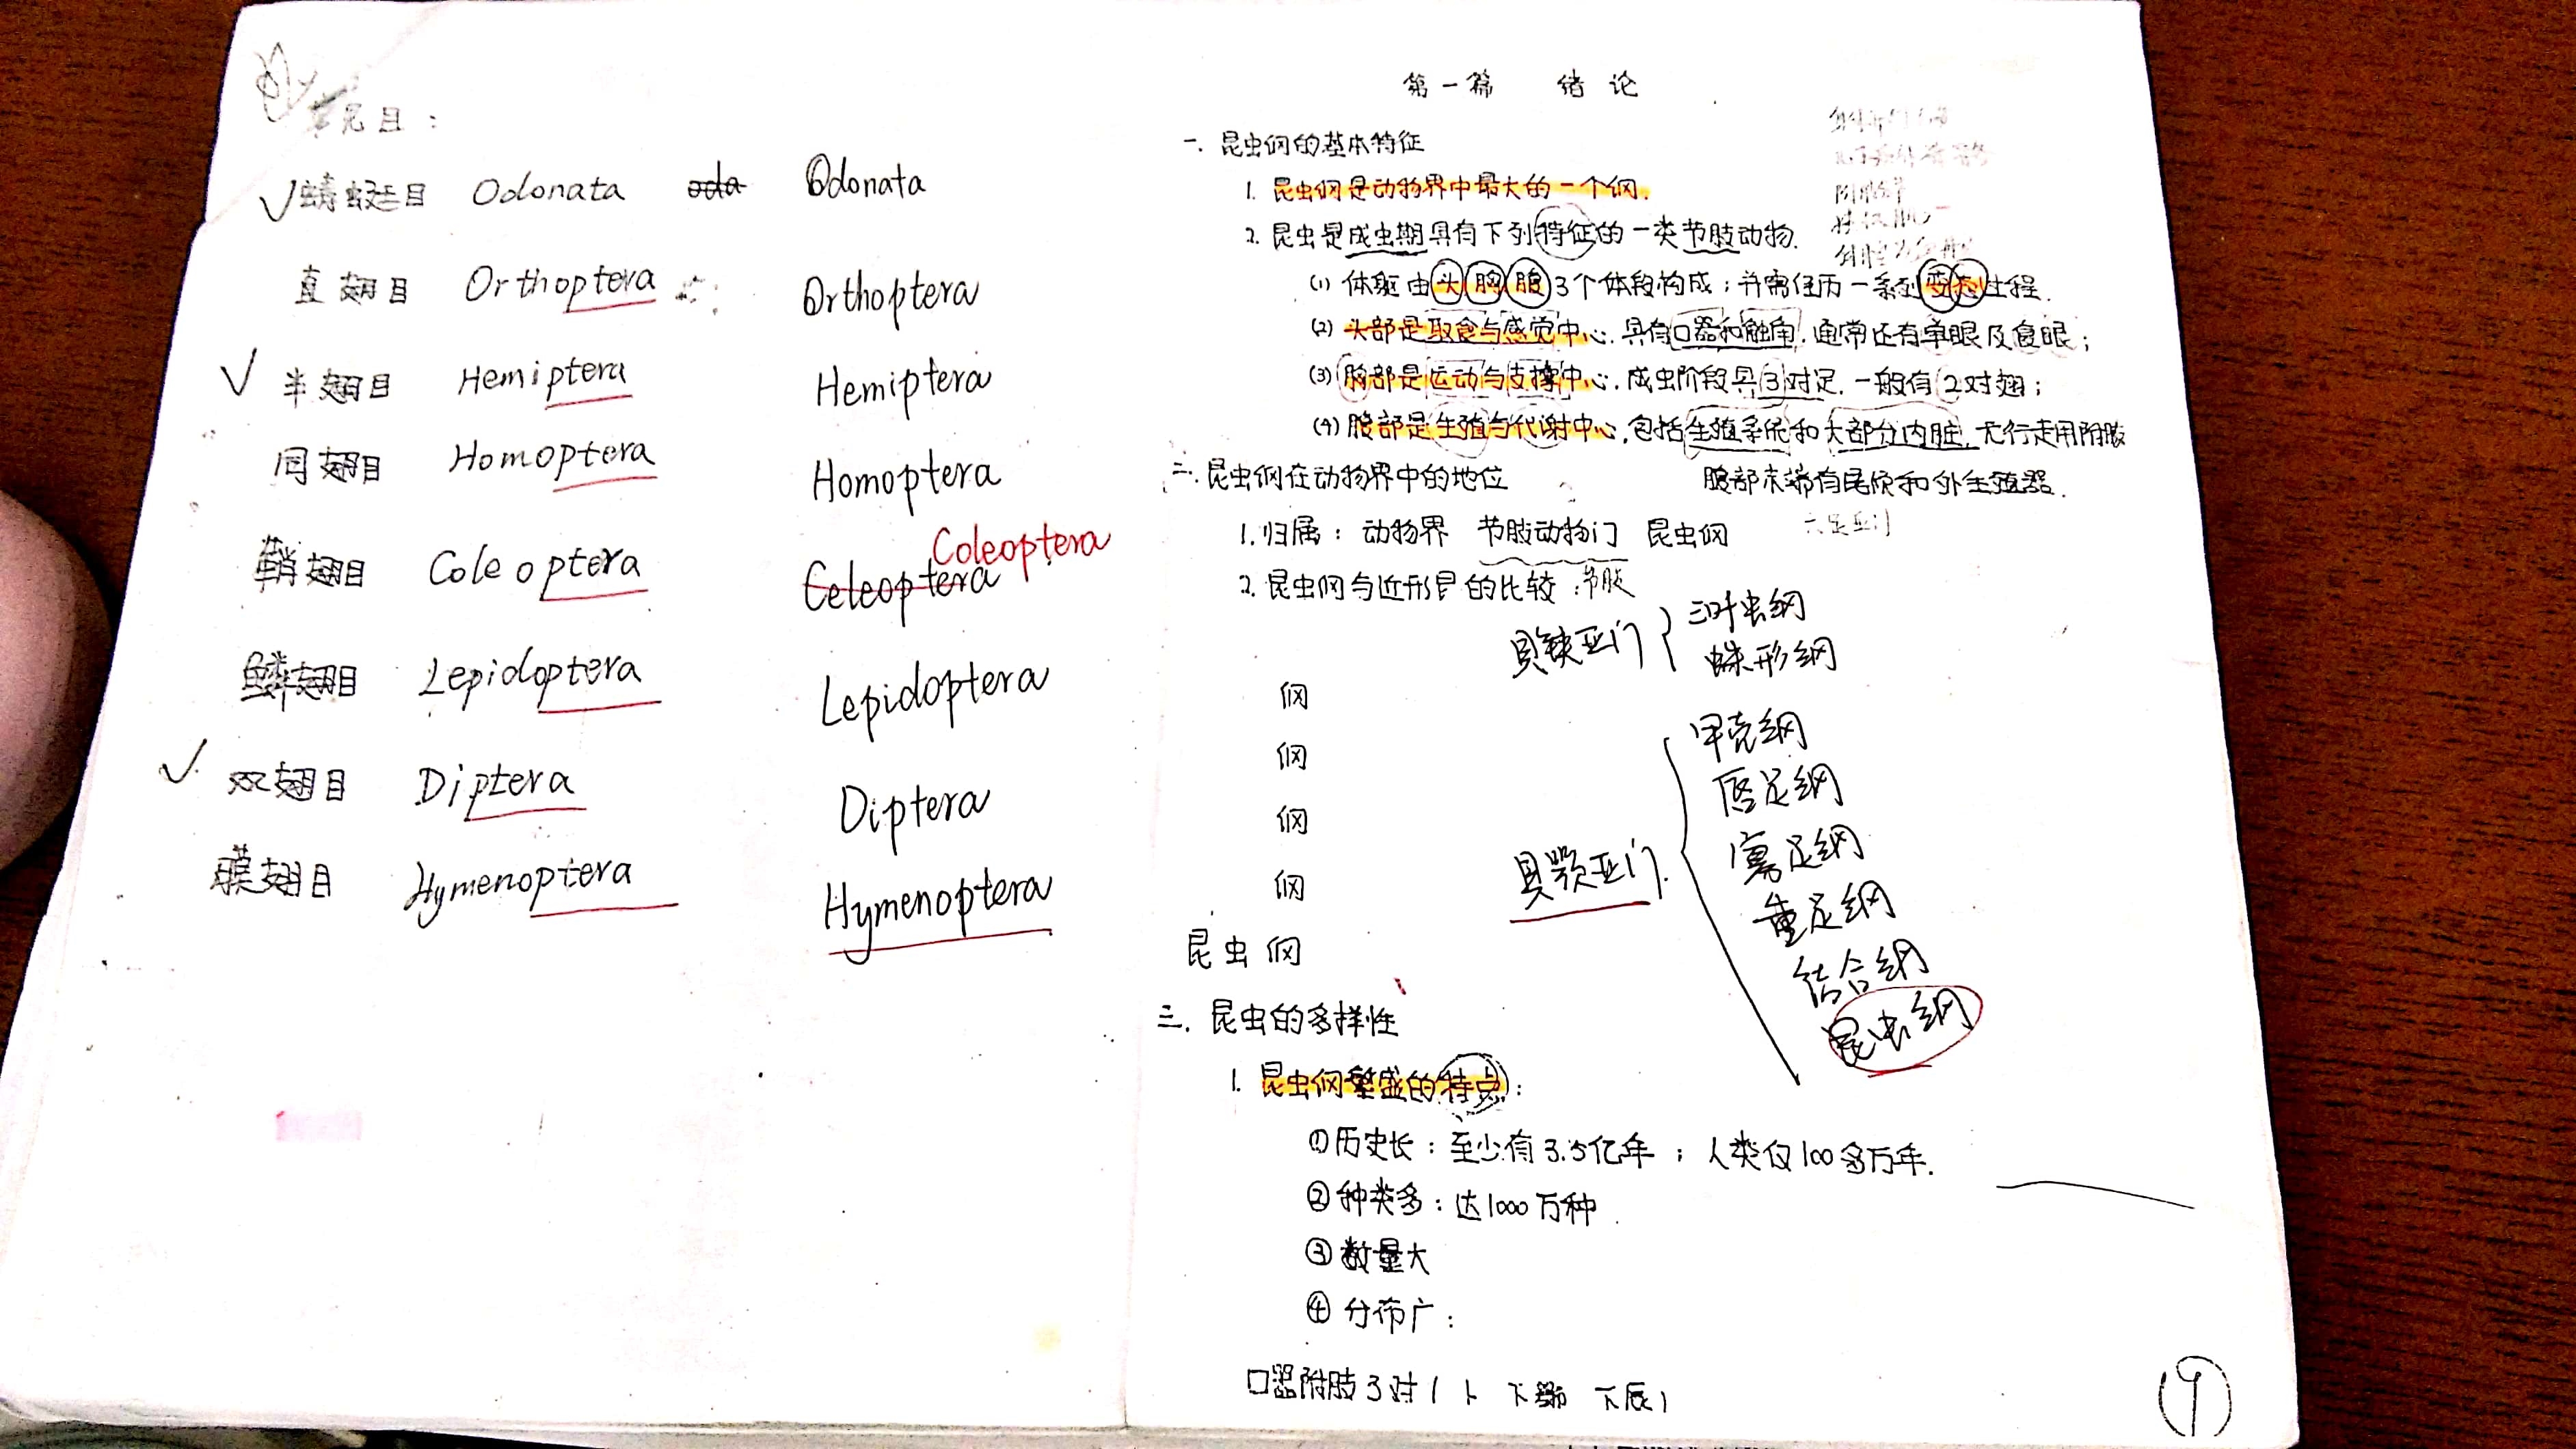 昆目：
✓蜻蜓目 Odonata oda Odonata
直翅目 Orthoptera Orthoptera
✓ 半翅目 Hemiptera Hemiptera
同翅目 Homoptera Homoptera
鞘翅目 Coleoptera Celeoptera Coleoptera
鳞翅目 Lepidoptera Lepidoptera
✓ 双翅目 Diptera Diptera
膜翅目 Hymenoptera Hymenoptera
第一篇 绪论
一. 昆虫纲的基本特征
1. 昆虫纲是动物界中最大的一个纲.
2. 昆虫是成虫期具有下列特征的一类节肢动物.
(1) 体躯由头胸腹3个体段构成；并需经历一系列变态过程.
(2) 头部是取食与感觉中心.具有口器和触角.通常还有单眼及复眼；
(3) 胸部是运动与支撑中心.成虫阶段具3对足.一般有2对翅；
(4) 腹部是生殖与代谢中心.包括生殖系统和大部分内脏.无行走用附肢
腹部末端有尾须和外生殖器.
二. 昆虫纲在动物界中的地位
六足亚门
1. 归属：动物界 节肢动物门 昆虫纲
2. 昆虫纲与近形昆的比较：节肢
具螯亚门 { 三叶虫纲
蛛形纲
纲
纲
纲
纲
昆虫纲
具颚亚门. { 甲壳纲
唇足纲
寡足纲
重足纲
结合纲
昆虫纲
三. 昆虫的多样性
1. 昆虫纲繁盛的特点：
①历史长：至少有3.5亿年；人类仅100多万年.
②种类多：达1000万种.
③数量大
④分布广：
口器附肢3对( 上 下颚 下唇)
9